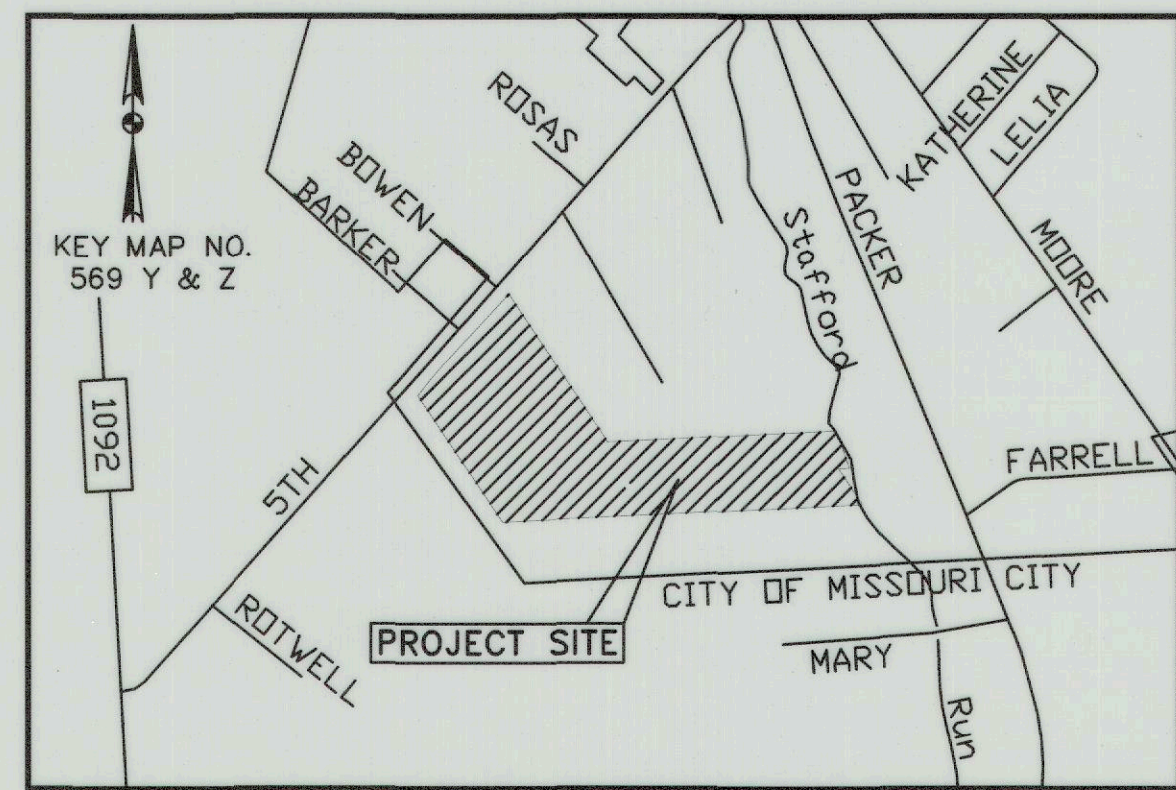 KATHERINE
LELIA
ROSAS
BOWEN
BARKER
PACKER
Stafford
MOORE
KEY MAP NO.
569 Y & Z
1092
5TH
FARRELL
CITY OF MISSOURI CITY
ROTWELL
PROJECT SITE
MARY
Run